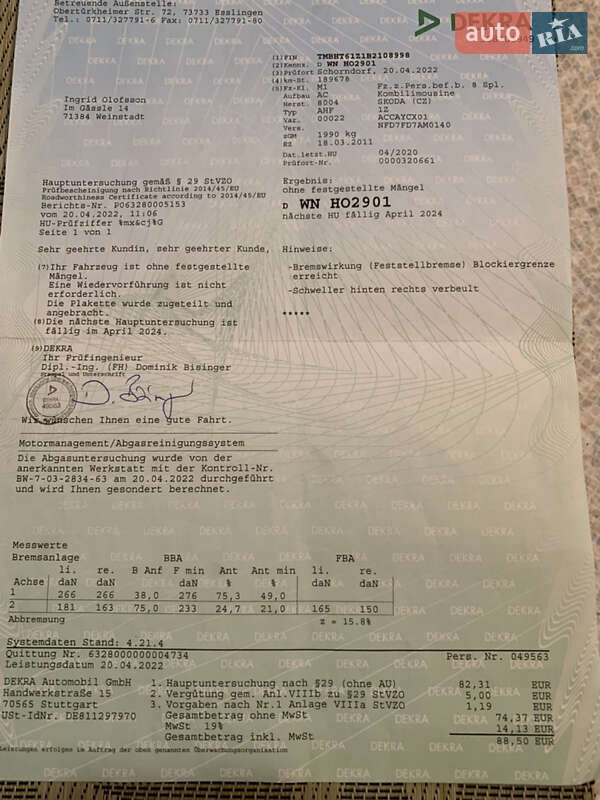 Betreuende Außenstelle:
Obertürkheimer Str. 72, 73733 Esslingen
Tel.: 0711/327791-6 Fax: 0711/327791-80
DEKRA
auto RIA
.com
Ingrid Olofsson
Im Gässle 14
71384 Weinstadt
(1) FIN TMBHT61Z1B2108998
(2) Kennz. D WN HO2901
(3) Prüfort Schorndorf, 20.04.2022
(4) km-St. 189678
(5) Fz-Kl. M1 Fz.z.Pers.bef.b. 8 Spl.
Aufbau AC Kombilimousine
Herst. 8004 SKODA (CZ)
Typ AHF 1Z
Var. 00022 ACCAYCX01
Vers. NFD7FD7AM0140
zGM 1990 kg
EZ 18.03.2011
Dat.letzt.HU 04/2020
Prüfort-Nr. 0000320661
Hauptuntersuchung gemäß § 29 StVZO
Prüfbescheinigung nach Richtlinie 2014/45/EU
Roadworthiness Certificate according to 2014/45/EU
Berichts-Nr. P063280005153
vom 20.04.2022, 11:06
HU-Prüfziffer %mx&cj%G
Seite 1 von 1
Ergebnis:
ohne festgestellte Mängel
D WN HO2901
nächste HU fällig April 2024
Sehr geehrte Kundin, sehr geehrter Kunde,
(7) Ihr Fahrzeug ist ohne festgestellte
Mängel.
Eine Wiedervorführung ist nicht
erforderlich.
Die Plakette wurde zugeteilt und
angebracht.
(8) Die nächste Hauptuntersuchung ist
fällig im April 2024.
Hinweise:
-Bremswirkung (Feststellbremse) Blockiergrenze
erreicht
-Schweller hinten rechts verbeult
*****
(9) DEKRA
Ihr Prüfingenieur
Dipl.-Ing. (FH) Dominik Bisinger
Stempel und Unterschrift
Wir wünschen Ihnen eine gute Fahrt.
Motormanagement/Abgasreinigungssystem
Die Abgasuntersuchung wurde von der
anerkannten Werkstatt mit der Kontroll-Nr.
BW-7-03-2834-63 am 20.04.2022 durchgeführt
und wird Ihnen gesondert berechnet.
Messwerte
Bremsanlage BBA FBA
li. re. B Anf F min Ant Ant min li. re.
Achse daN daN % % daN daN
1 266 266 38,0 276 75,3 49,0
2 181 163 75,0 233 24,7 21,0 165 150
Abbremsung z = 15.8%
Systemdaten Stand: 4.21.4
Quittung Nr. 6328000000004734 Pers. Nr. 049563
Leistungsdatum 20.04.2022
DEKRA Automobil GmbH
Handwerkstraße 15
70565 Stuttgart
USt-IdNr. DE811297970
1. Hauptuntersuchung nach §29 (ohne AU) 82,31 EUR
2. Vergütung gem. Anl.VIIIb zu §29 StVZO 5,00 EUR
3. Vorgaben nach Nr.1 Anlage VIIIa StVZO 1,19 EUR
Gesamtbetrag ohne MwSt 74,37 EUR
MwSt 19% 14,13 EUR
Gesamtbetrag inkl. MwSt 88,50 EUR
Leistungen erfolgen im Auftrag der oben genannten Überwachungsorganisation